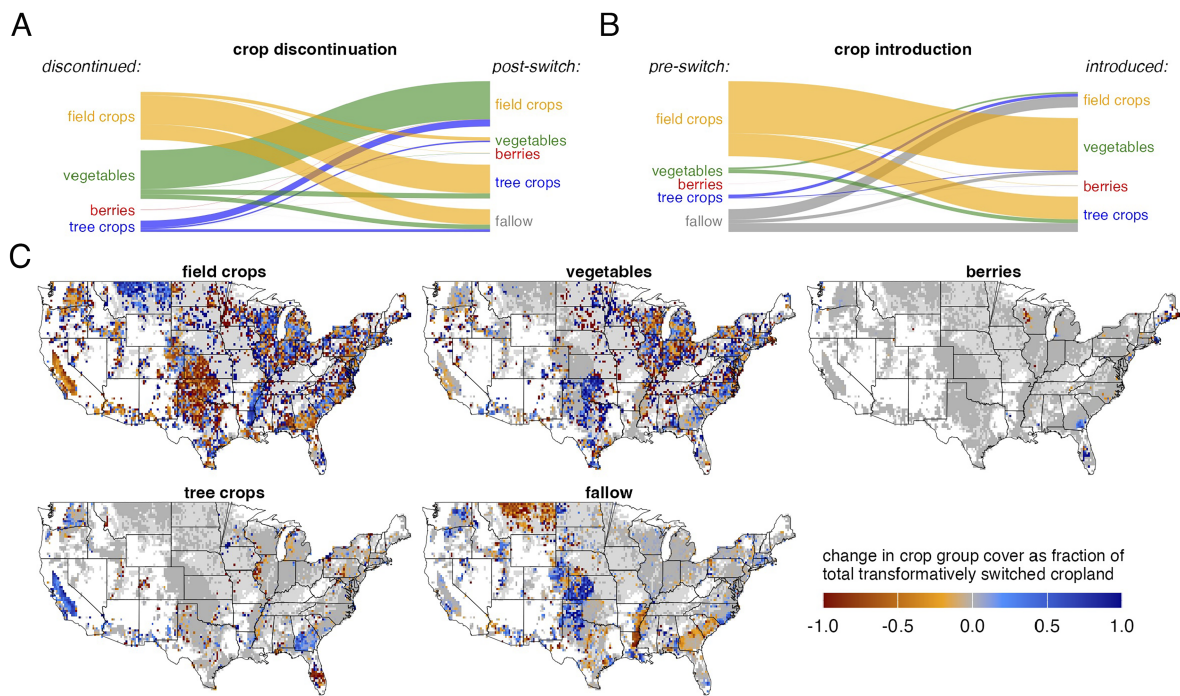 A
B
crop discontinuation
crop introduction
discontinued:
post-switch:
pre-switch:
introduced:
field crops
vegetables
berries
tree crops
field crops
vegetables
berries
tree crops
fallow
field crops
vegetables
berries
tree crops
fallow
field crops
vegetables
berries
tree crops
C
field crops
vegetables
berries
tree crops
fallow
change in crop group cover as fraction of
total transformatively switched cropland
-1.0 -0.5 0.0 0.5 1.0